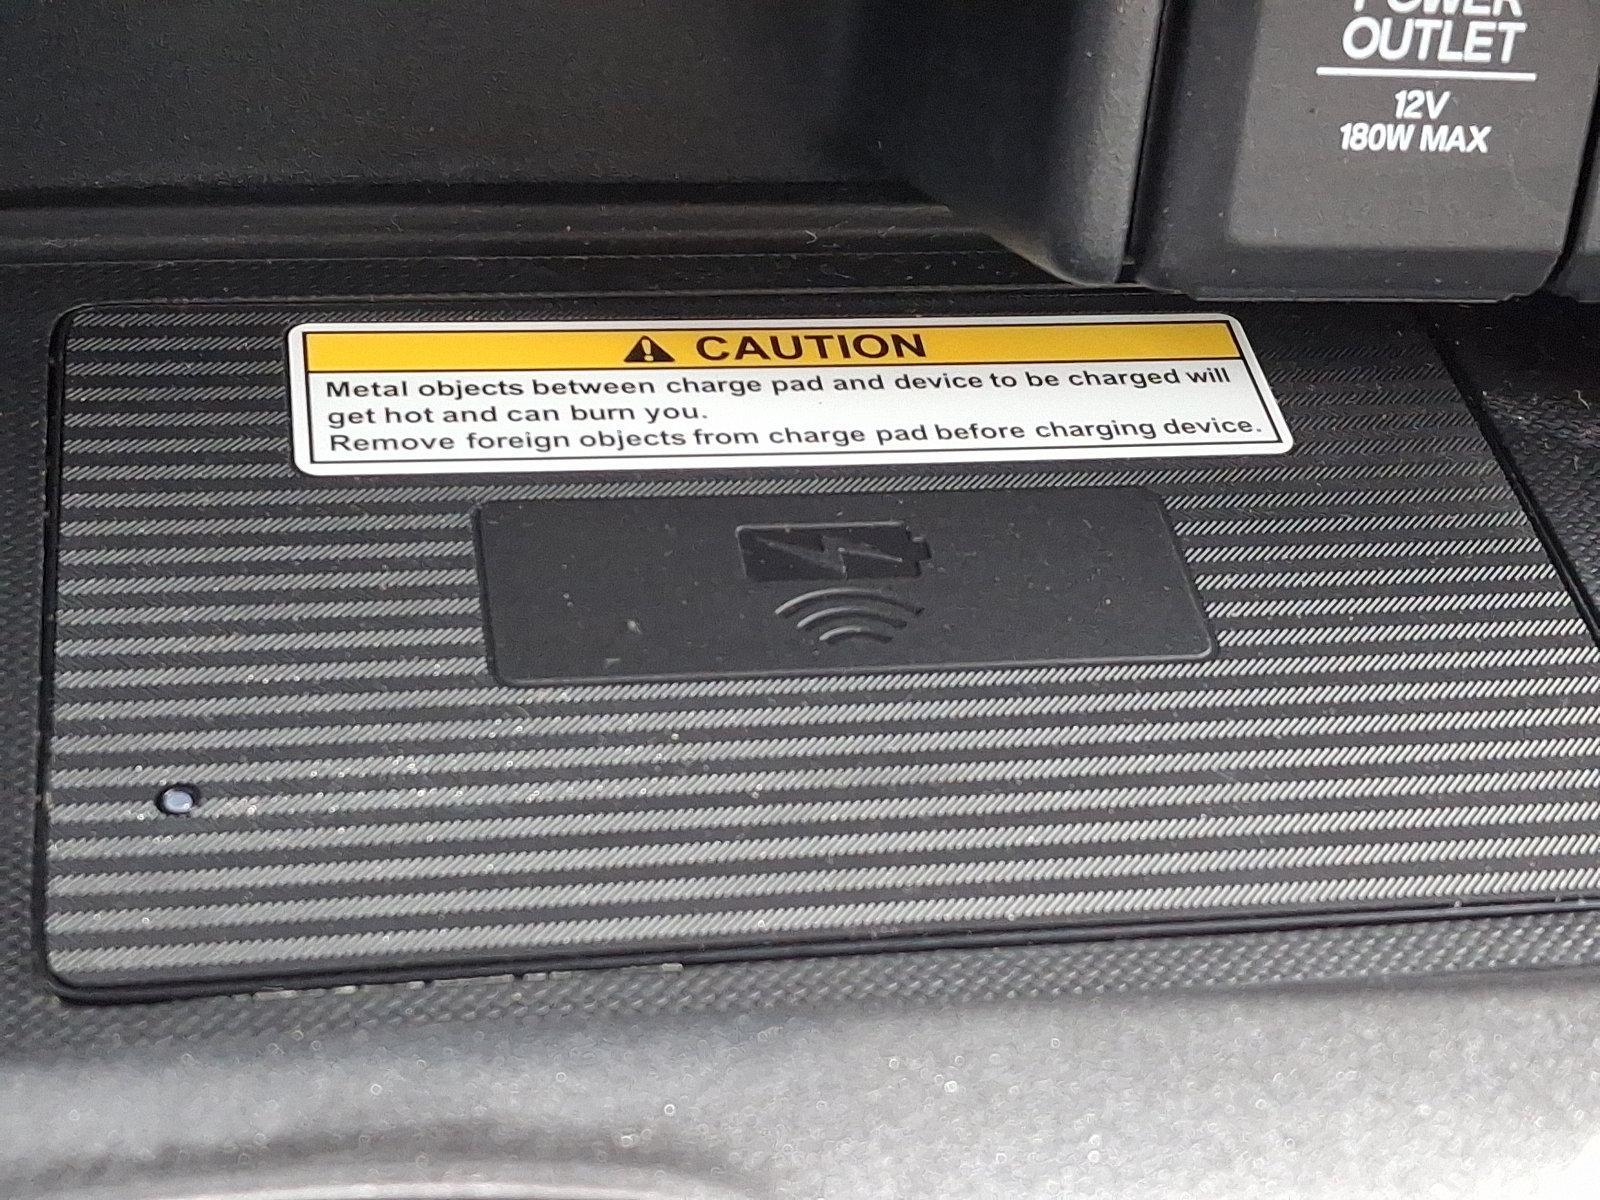 POWER
OUTLET
12V
180W MAX
CAUTION
Metal objects between charge pad and device to be charged will
get hot and can burn you.
Remove foreign objects from charge pad before charging device.